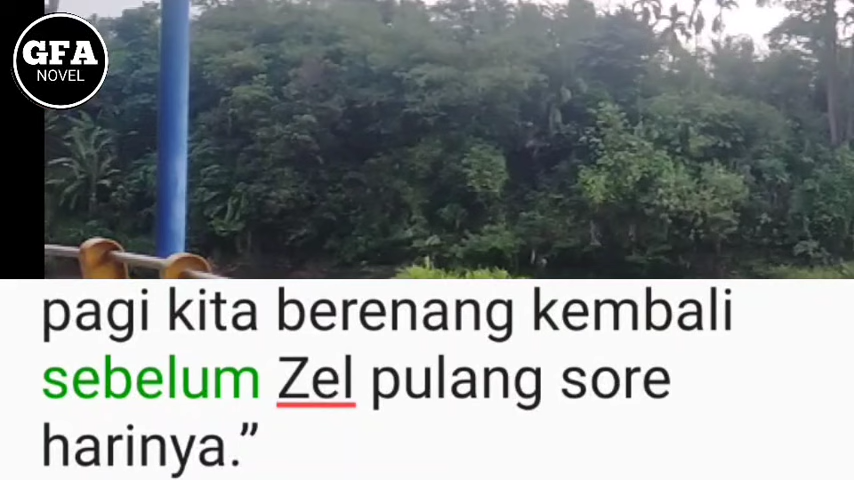 GFA
NOVEL
pagi kita berenang kembali
sebelum Zel pulang sore
harinya.”